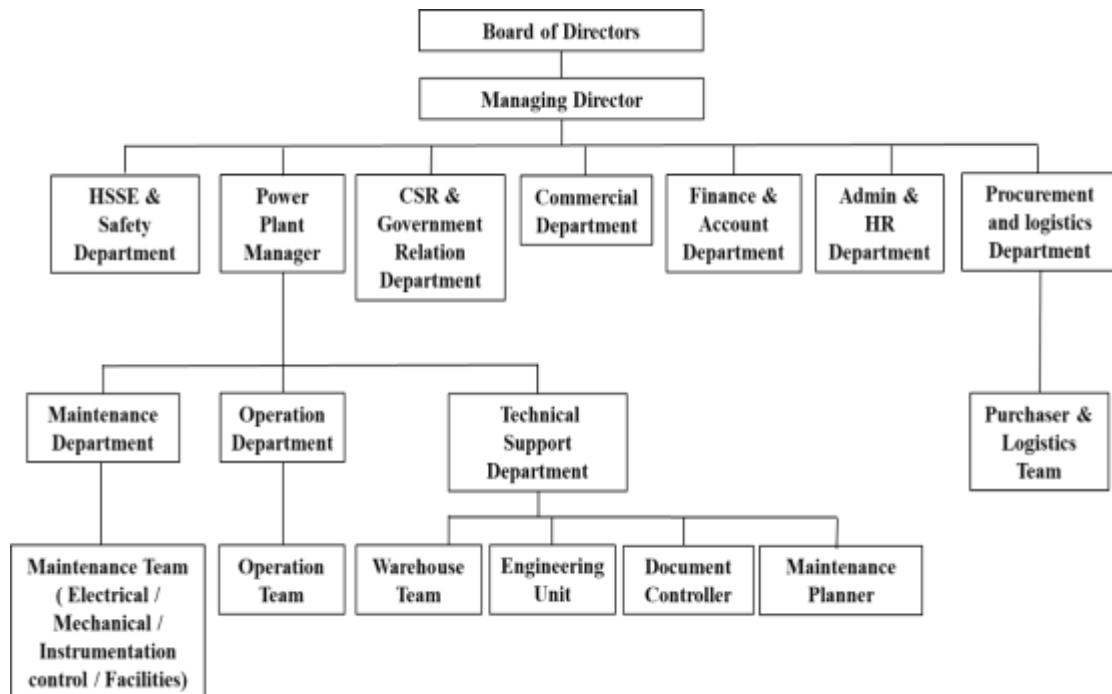 Board of Directors
Managing Director
HSSE &
Safety
Department
Power
Plant
Manager
CSR &
Government
Relation
Department
Commercial
Department
Finance &
Account
Department
Admin &
HR
Department
Procurement
and logistics
Department
Maintenance
Department
Operation
Department
Technical
Support
Department
Purchaser &
Logistics
Team
Maintenance Team
( Electrical /
Mechanical /
Instrumentation
control / Facilities)
Operation
Team
Warehouse
Team
Engineering
Unit
Document
Controller
Maintenance
Planner